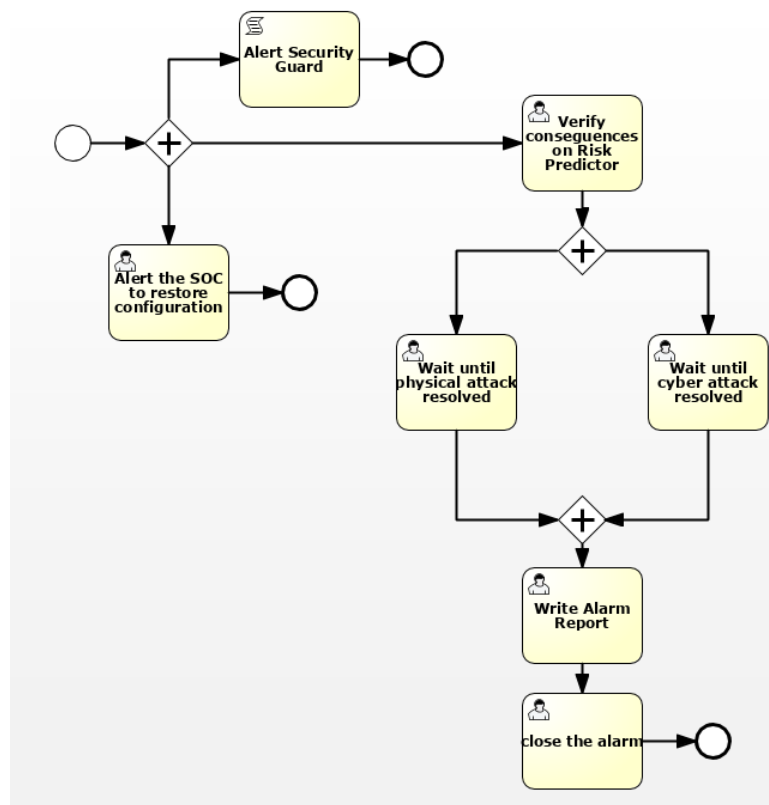 Alert Security
Guard
Verify
conseguences
on Risk
Predictor
Alert the SOC
to restore
configuration
Wait until
physical attack
resolved
Wait until
cyber attack
resolved
Write Alarm
Report
close the alarm